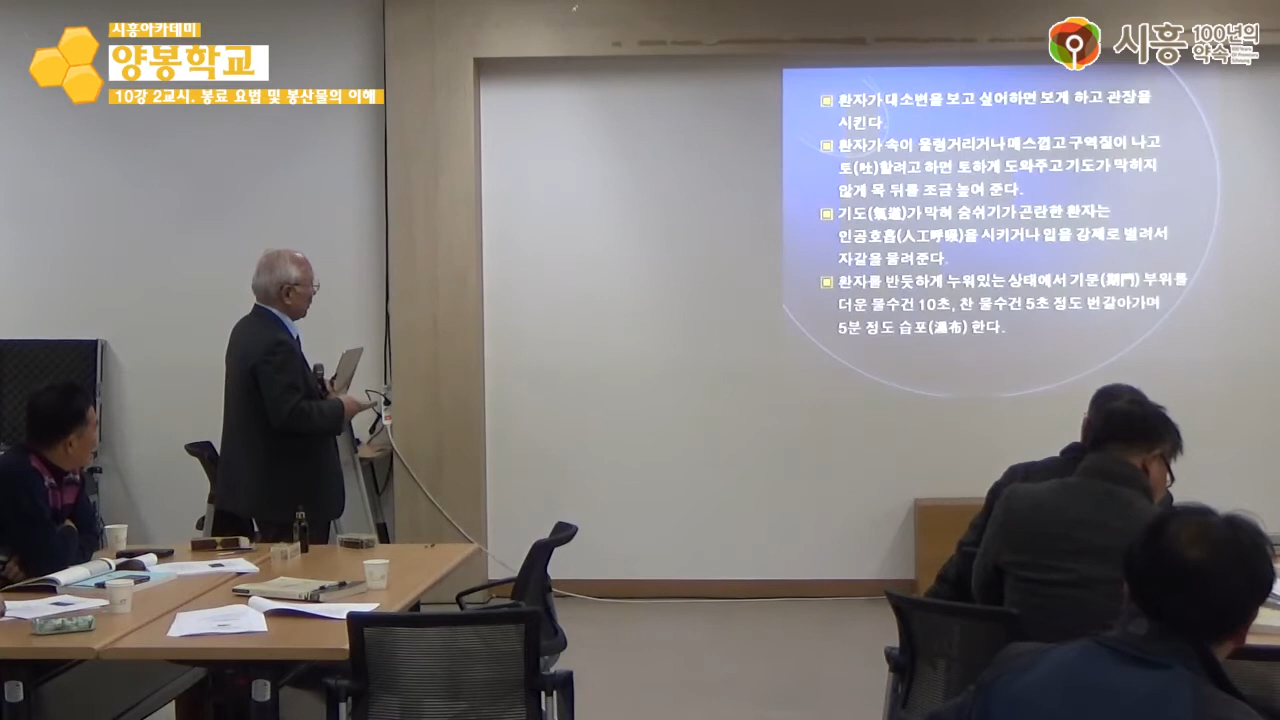 시흥아카데미
양봉학교
10강 2교시. 봉료 요법 및 봉산물의 이해
시흥 100년의 약속
환자가 대소변을 보고 싶어하면 보게 하고 관장을
시킨다.
환자가 속이 울렁거리거나 매스껍고 구역질이 나고
토(吐)할려고 하면 토하게 도와주고 기도가 막히지
않게 목 뒤를 조금 높여 준다.
기도(氣道)가 막혀 숨쉬기가 곤란한 환자는
인공호흡(人工呼吸)을 시키거나 입을 강제로 벌려서
자갈을 물려준다.
환자를 반듯하게 누워있는 상태에서 기문(期門) 부위를
더운 물수건 10초, 찬 물수건 5초 정도 번갈아가며
5분 정도 습포(濕布) 한다.